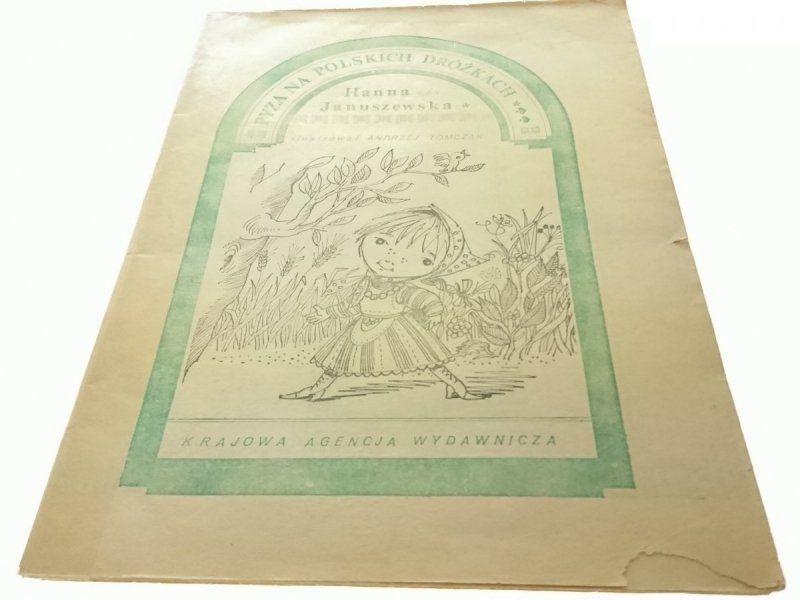 PYZA NA POLSKICH DRÓŻKACH
Hanna
Januszewska
ilustrował ANDRZEJ TOMCZAK
KRAJOWA AGENCJA WYDAWNICZA